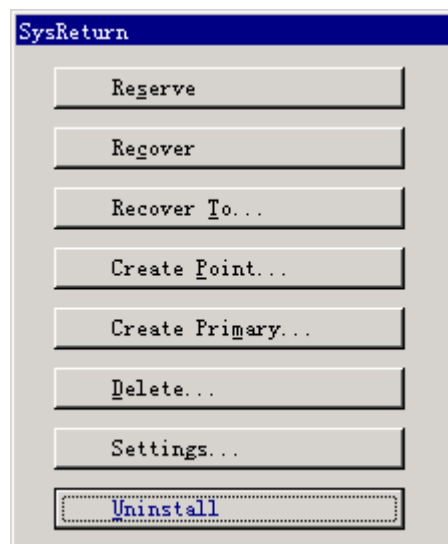 SysReturn
Reserve
Recover
Recover To...
Create Point...
Create Primary...
Delete...
Settings...
Uninstall